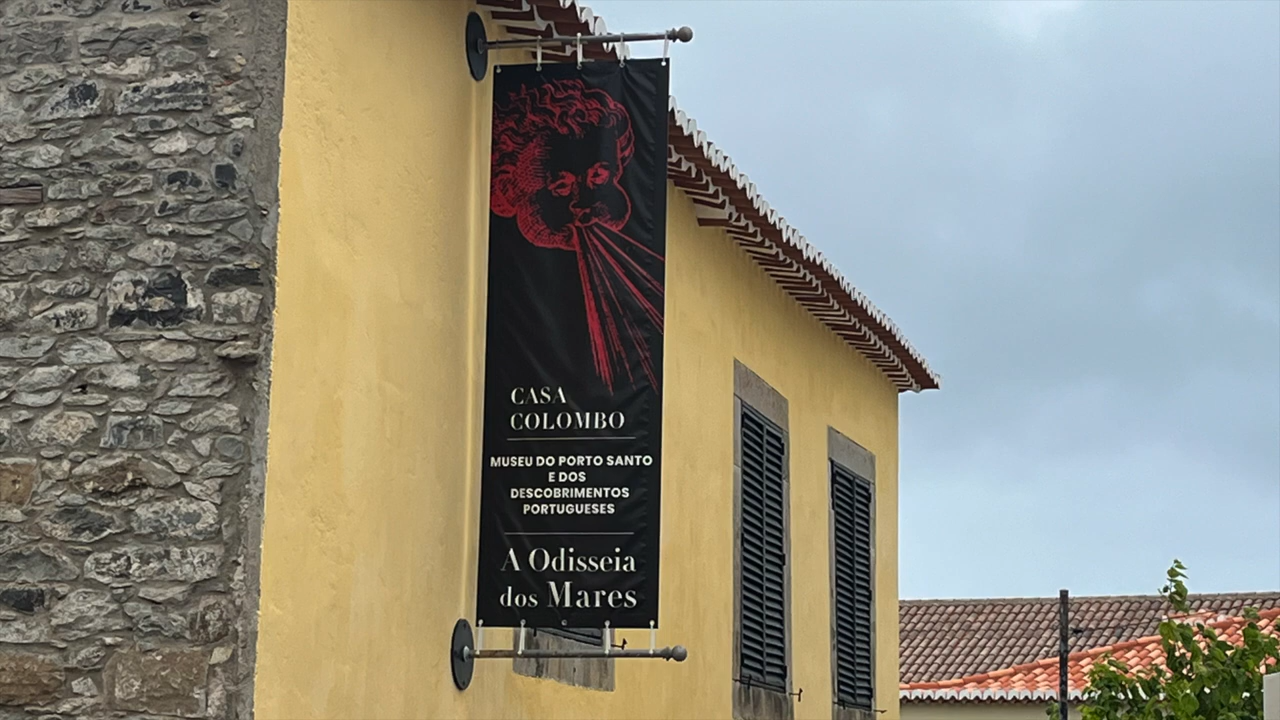 CASA
COLOMBO
MUSEU DO PORTO SANTO
E DOS
DESCOBRIMENTOS
PORTUGUESES
A Odisseia
dos Mares